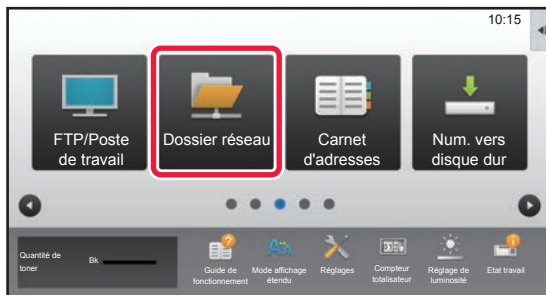 10:15
FTP/Poste
de travail
Dossier réseau
Carnet
d'adresses
Num. vers
disque dur
Quantité de
toner
Bk
Guide de
fonctionnement
Mode affichage
étendu
Réglages
Compteur
totalisateur
Réglage de
luminosité
Etat travail